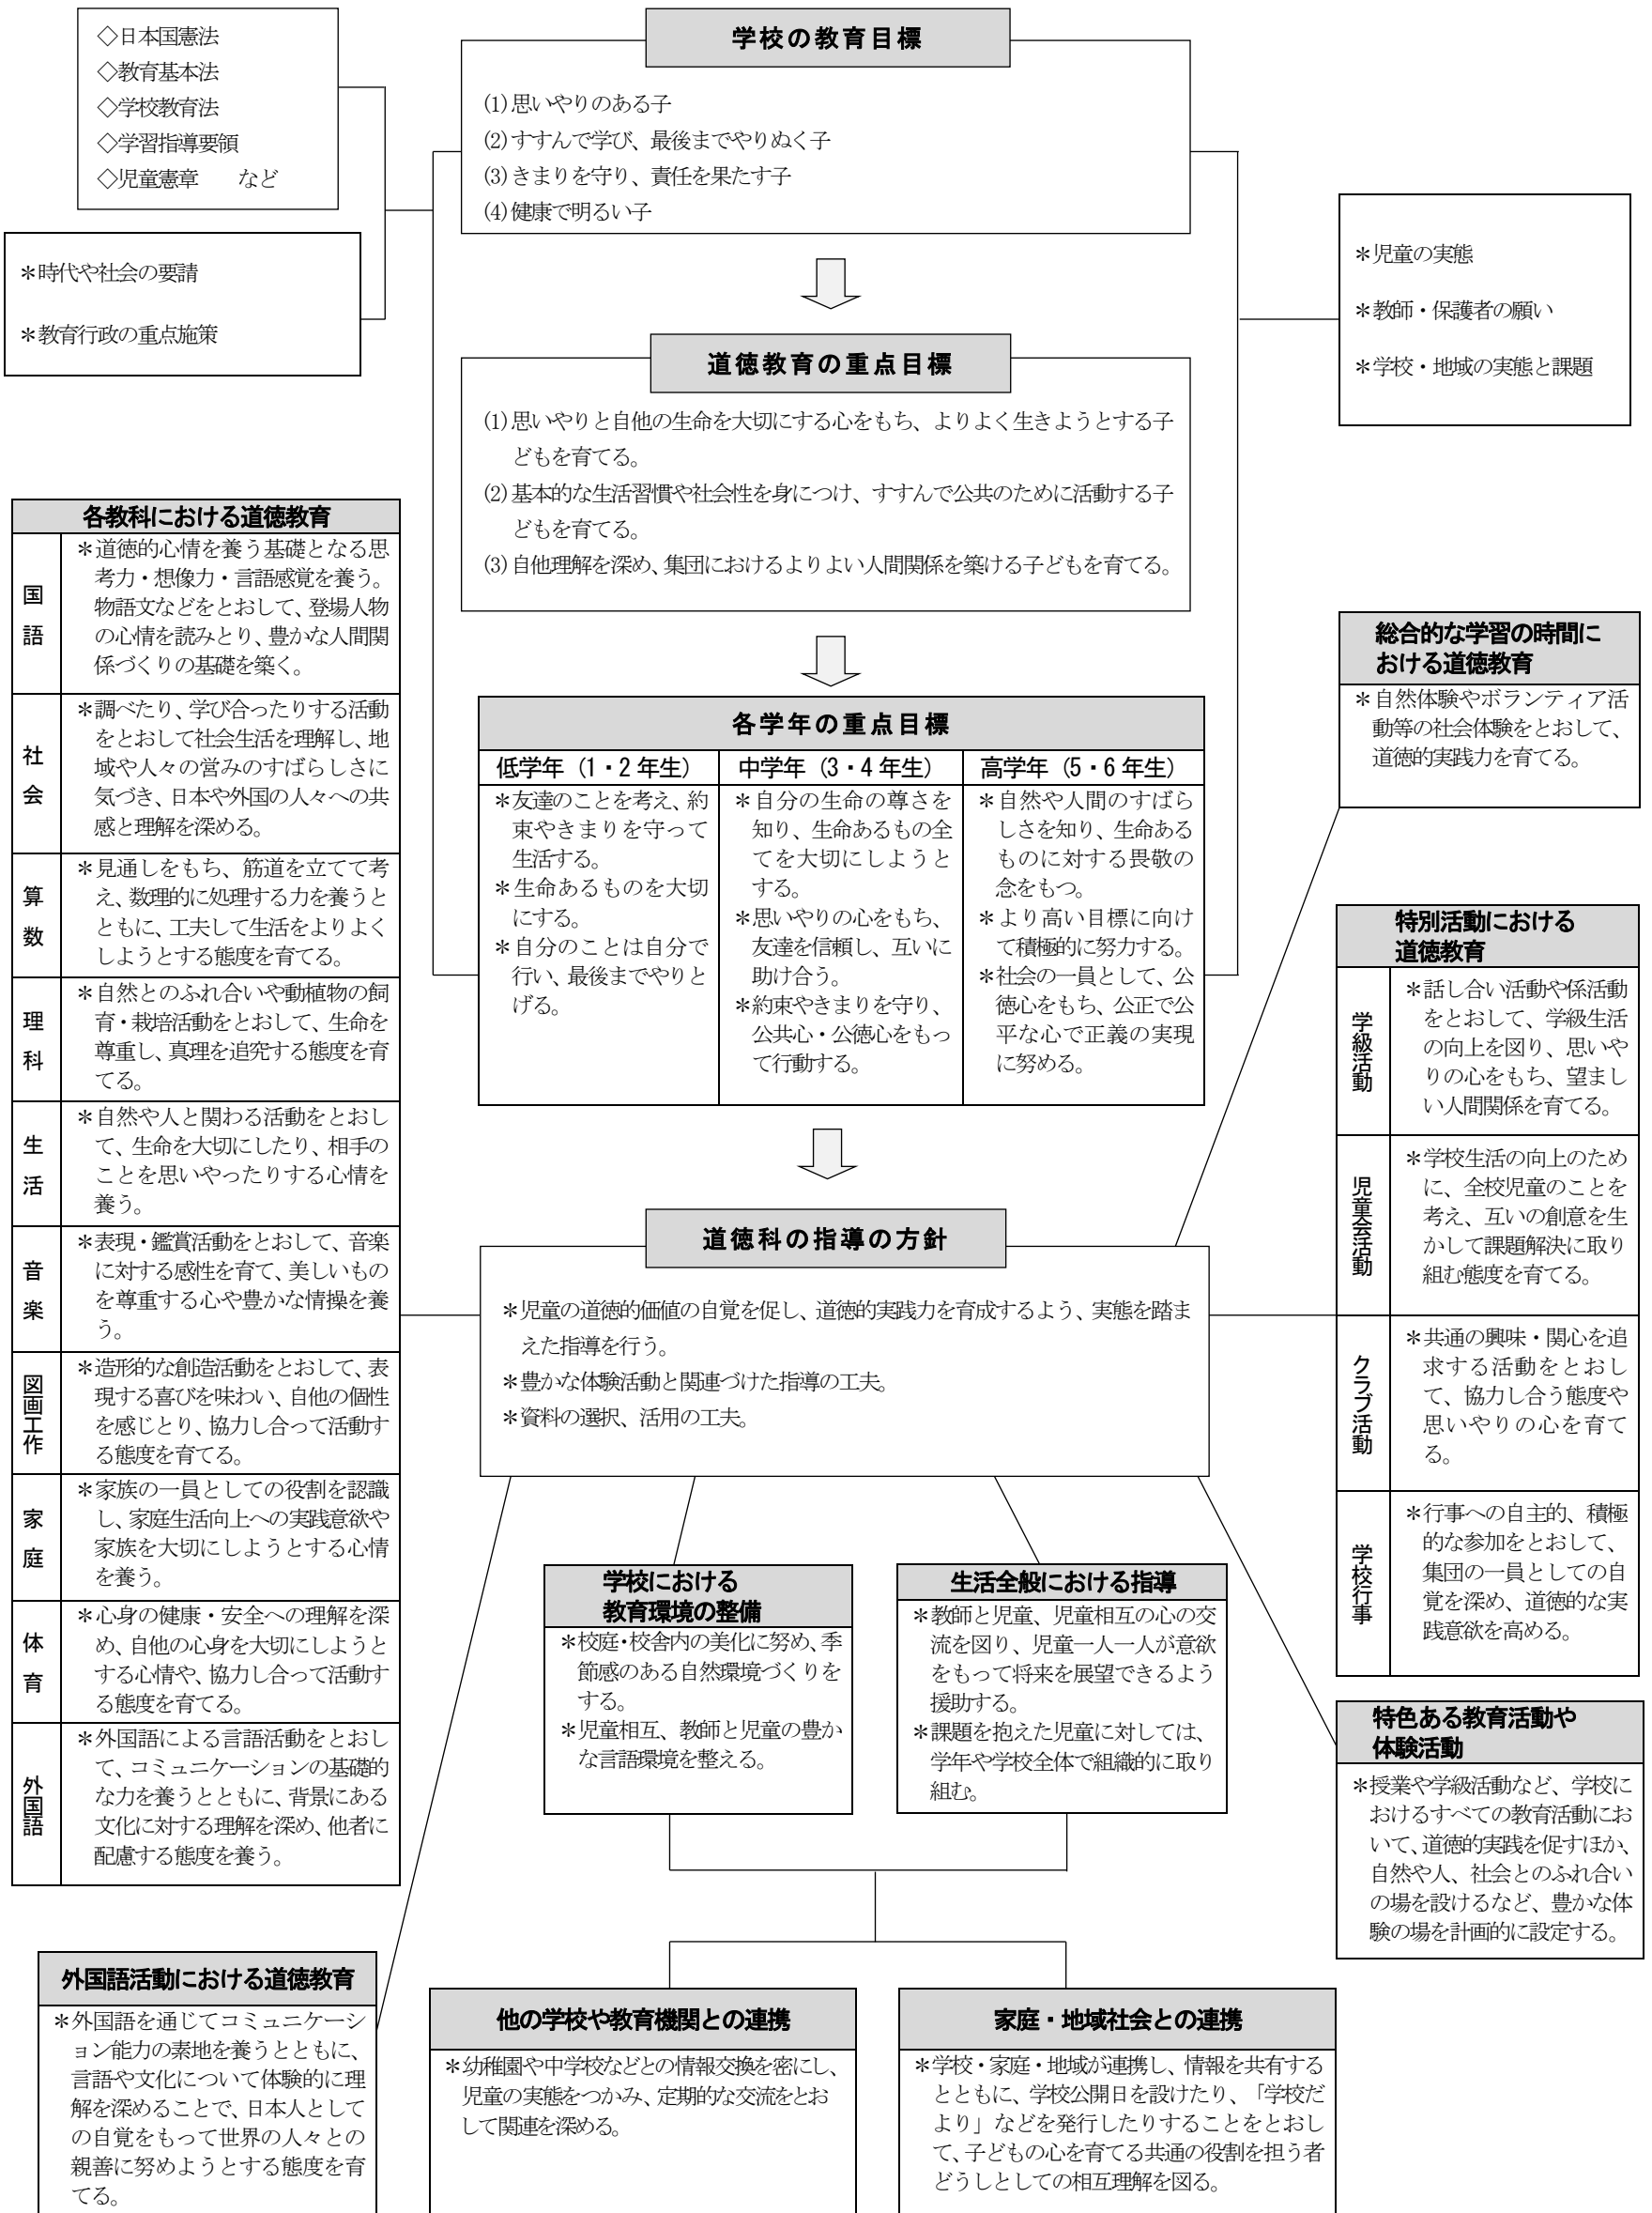 ◇日本国憲法
◇教育基本法
◇学校教育法
◇学習指導要領
◇児童憲章　　など
＊時代や社会の要請
＊教育行政の重点施策
学校の教育目標
(1)思いやりのある子
(2)すすんで学び、最後までやりぬく子
(3)きまりを守り、責任を果たす子
(4)健康で明るい子
＊児童の実態
＊教師・保護者の願い
＊学校・地域の実態と課題
道徳教育の重点目標
(1)思いやりと自他の生命を大切にする心をもち、よりよく生きようとする子
どもを育てる。
(2)基本的な生活習慣や社会性を身につけ、すすんで公共のために活動する子
どもを育てる。
(3)自他理解を深め、集団におけるよりよい人間関係を築ける子どもを育てる。
各教科における道徳教育
国語
＊道徳的心情を養う基礎となる思
考力・想像力・言語感覚を養う。
物語文などをとおして、登場人物
の心情を読みとり、豊かな人間関
係づくりの基礎を築く。
社会
＊調べたり、学び合ったりする活動
をとおして社会生活を理解し、地
域や人々の営みのすばらしさに
気づき、日本や外国の人々への共
感と理解を深める。
算数
＊見通しをもち、筋道を立てて考
え、数理的に処理する力を養うと
ともに、工夫して生活をよりよく
しようとする態度を育てる。
理科
＊自然とのふれ合いや動植物の飼
育・栽培活動をとおして、生命を
尊重し、真理を追究する態度を育
てる。
生活
＊自然や人と関わる活動をとおし
て、生命を大切にしたり、相手の
ことを思いやったりする心情を
養う。
音楽
＊表現・鑑賞活動をとおして、音楽
に対する感性を育て、美しいもの
を尊重する心や豊かな情操を養
う。
図画工作
＊造形的な創造活動をとおして、表
現する喜びを味わい、自他の個性
を感じとり、協力し合って活動す
る態度を育てる。
家庭
＊家族の一員としての役割を認識
し、家庭生活向上への実践意欲や
家族を大切にしようとする心情
を養う。
体育
＊心身の健康・安全への理解を深
め、自他の心身を大切にしようと
する心情や、協力し合って活動す
る態度を育てる。
外国語
＊外国語による言語活動をとおし
て、コミュニケーションの基礎的
な力を養うとともに、背景にある
文化に対する理解を深め、他者に
配慮する態度を養う。
各学年の重点目標
低学年（1・2 年生）
＊友達のことを考え、約
束やきまりを守って
生活する。
＊生命あるものを大切
にする。
＊自分のことは自分で
行い、最後までやりと
げる。
中学年（3・4 年生）
＊自分の生命の尊さを
知り、生命あるもの全
てを大切にしようと
する。
＊思いやりの心をもち、
友達を信頼し、互いに
助け合う。
＊約束やきまりを守り、
公共心・公徳心をもっ
て行動する。
高学年（5・6 年生）
＊自然や人間のすばら
しさを知り、生命ある
ものに対する畏敬の
念をもつ。
＊より高い目標に向け
て積極的に努力する。
＊社会の一員として、公
徳心をもち、公正で公
平な心で正義の実現
に努める。
総合的な学習の時間に
おける道徳教育
＊自然体験やボランティア活
動等の社会体験をとおして、
道徳的実践力を育てる。
特別活動における
道徳教育
学級活動
＊話し合い活動や係活動
をとおして、学級生活
の向上を図り、思いや
りの心をもち、望まし
い人間関係を育てる。
児童会活動
＊学校生活の向上のため
に、全校児童のことを
考え、互いの創意を生
かして課題解決に取り
組む態度を育てる。
クラブ活動
＊共通の興味・関心を追
求する活動をとおし
て、協力し合う態度や
思いやりの心を育て
る。
学校行事
＊行事への自主的、積極
的な参加をとおして、
集団の一員としての自
覚を深め、道徳的な実
践意欲を高める。
道徳科の指導の方針
＊児童の道徳的価値の自覚を促し、道徳的実践力を育成するよう、実態を踏ま
えた指導を行う。
＊豊かな体験活動と関連づけた指導の工夫。
＊資料の選択、活用の工夫。
学校における
教育環境の整備
＊校庭・校舎内の美化に努め、季
節感のある自然環境づくりを
する。
＊児童相互、教師と児童の豊か
な言語環境を整える。
生活全般における指導
＊教師と児童、児童相互の心の交
流を図り、児童一人一人が意欲
をもって将来を展望できるよう
援助する。
＊課題を抱えた児童に対しては、
学年や学校全体で組織的に取り
組む。
特色ある教育活動や
体験活動
＊授業や学級活動など、学校に
おけるすべての教育活動にお
いて、道徳的実践を促すほか、
自然や人、社会とのふれ合い
の場を設けるなど、豊かな体
験の場を計画的に設定する。
外国語活動における道徳教育
＊外国語を通じてコミュニケーシ
ョン能力の素地を養うとともに、
言語や文化について体験的に理
解を深めることで、日本人として
の自覚をもって世界の人々との
親善に努めようとする態度を育
てる。
他の学校や教育機関との連携
＊幼稚園や中学校などとの情報交換を密にし、
児童の実態をつかみ、定期的な交流をとお
して関連を深める。
家庭・地域社会との連携
＊学校・家庭・地域が連携し、情報を共有する
とともに、学校公開日を設けたり、「学校だ
より」などを発行したりすることをとおし
て、子どもの心を育てる共通の役割を担う者
どうしとしての相互理解を図る。